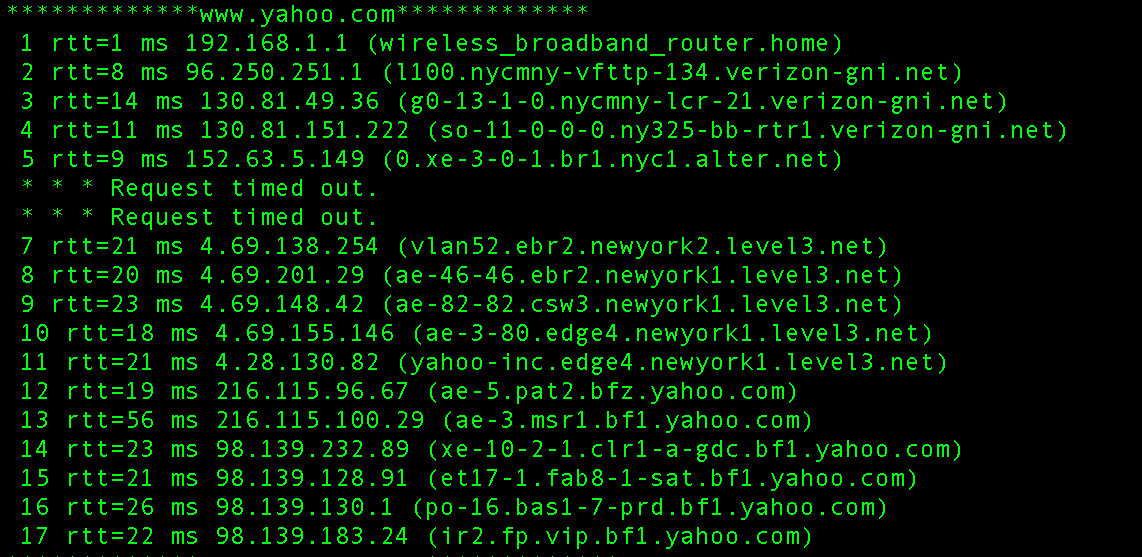 *************www.yahoo.com*************
1 rtt=1 ms 192.168.1.1 (wireless_broadband_router.home)
2 rtt=8 ms 96.250.251.1 (l100.nycmny-vfttp-134.verizon-gni.net)
3 rtt=14 ms 130.81.49.36 (g0-13-1-0.nycmny-lcr-21.verizon-gni.net)
4 rtt=11 ms 130.81.151.222 (so-11-0-0-0.ny325-bb-rtr1.verizon-gni.net)
5 rtt=9 ms 152.63.5.149 (0.xe-3-0-1.br1.nyc1.alter.net)
* * * Request timed out.
* * * Request timed out.
7 rtt=21 ms 4.69.138.254 (vlan52.ebr2.newyork2.level3.net)
8 rtt=20 ms 4.69.201.29 (ae-46-46.ebr2.newyork1.level3.net)
9 rtt=23 ms 4.69.148.42 (ae-82-82.csw3.newyork1.level3.net)
10 rtt=18 ms 4.69.155.146 (ae-3-80.edge4.newyork1.level3.net)
11 rtt=21 ms 4.28.130.82 (yahoo-inc.edge4.newyork1.level3.net)
12 rtt=19 ms 216.115.96.67 (ae-5.pat2.bfz.yahoo.com)
13 rtt=56 ms 216.115.100.29 (ae-3.msr1.bf1.yahoo.com)
14 rtt=23 ms 98.139.232.89 (xe-10-2-1.clr1-a-gdc.bf1.yahoo.com)
15 rtt=21 ms 98.139.128.91 (et17-1.fab8-1-sat.bf1.yahoo.com)
16 rtt=26 ms 98.139.130.1 (po-16.bas1-7-prd.bf1.yahoo.com)
17 rtt=22 ms 98.139.183.24 (ir2.fp.vip.bf1.yahoo.com)